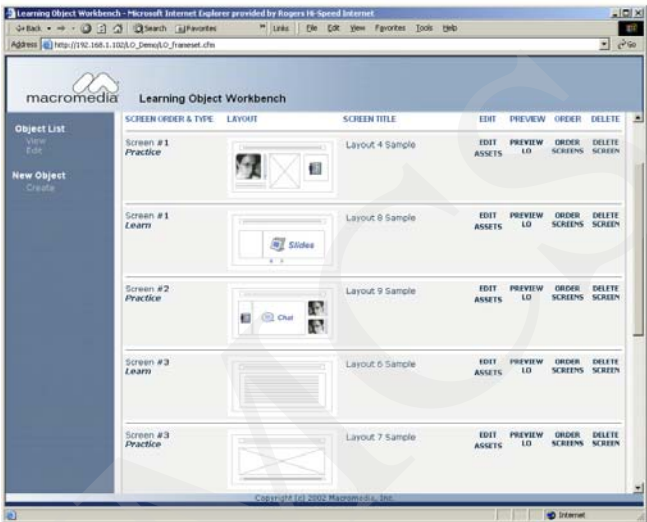 Learning Object Workbench - Microsoft Internet Explorer provided by Rogers Hi-Speed Internet
Back Search Favorites Links File Edit View Favorites Tools Help
Address http://192.168.1.102/LO_Demo/LO_frameset.cfm Go
macromedia Learning Object Workbench
Object List
View
Edit
New Object
Create
SCREEN ORDER & TYPE LAYOUT SCREEN TITLE EDIT PREVIEW ORDER DELETE
Screen #1 Layout 4 Sample EDIT PREVIEW ORDER DELETE
Practice ASSETS LO SCREENS SCREEN
Screen #1 Layout 8 Sample EDIT PREVIEW ORDER DELETE
Learn ASSETS LO SCREENS SCREEN
Slides
Screen #2 Layout 9 Sample EDIT PREVIEW ORDER DELETE
Practice ASSETS LO SCREENS SCREEN
Chat
Screen #3 Layout 6 Sample EDIT PREVIEW ORDER DELETE
Learn ASSETS LO SCREENS SCREEN
Screen #3 Layout 7 Sample EDIT PREVIEW ORDER DELETE
Practice ASSETS LO SCREENS SCREEN
Copyright (c) 2002 Macromedia, Inc.
Internet